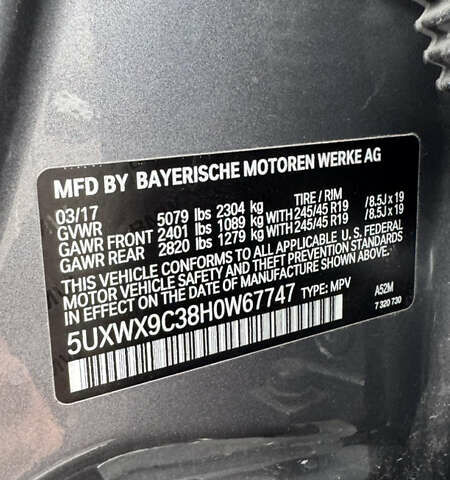 MFD BY BAYERISCHE MOTOREN WERKE AG
03/17 TIRE / RIM
GVWR 5079 lbs 2304 kg
GAWR FRONT 2401 lbs 1089 kg WITH 245/45 R19 /8.5J x 19
GAWR REAR 2820 lbs 1279 kg WITH 245/45 R19 /8.5J x 19
THIS VEHICLE CONFORMS TO ALL APPLICABLE U.S. FEDERAL
MOTOR VEHICLE SAFETY AND THEFT PREVENTION STANDARDS
IN EFFECT ON THE DATE OF MANUFACTURE SHOWN ABOVE.
5UXWX9C38H0W67747 TYPE: MPV A52M
7 320 730